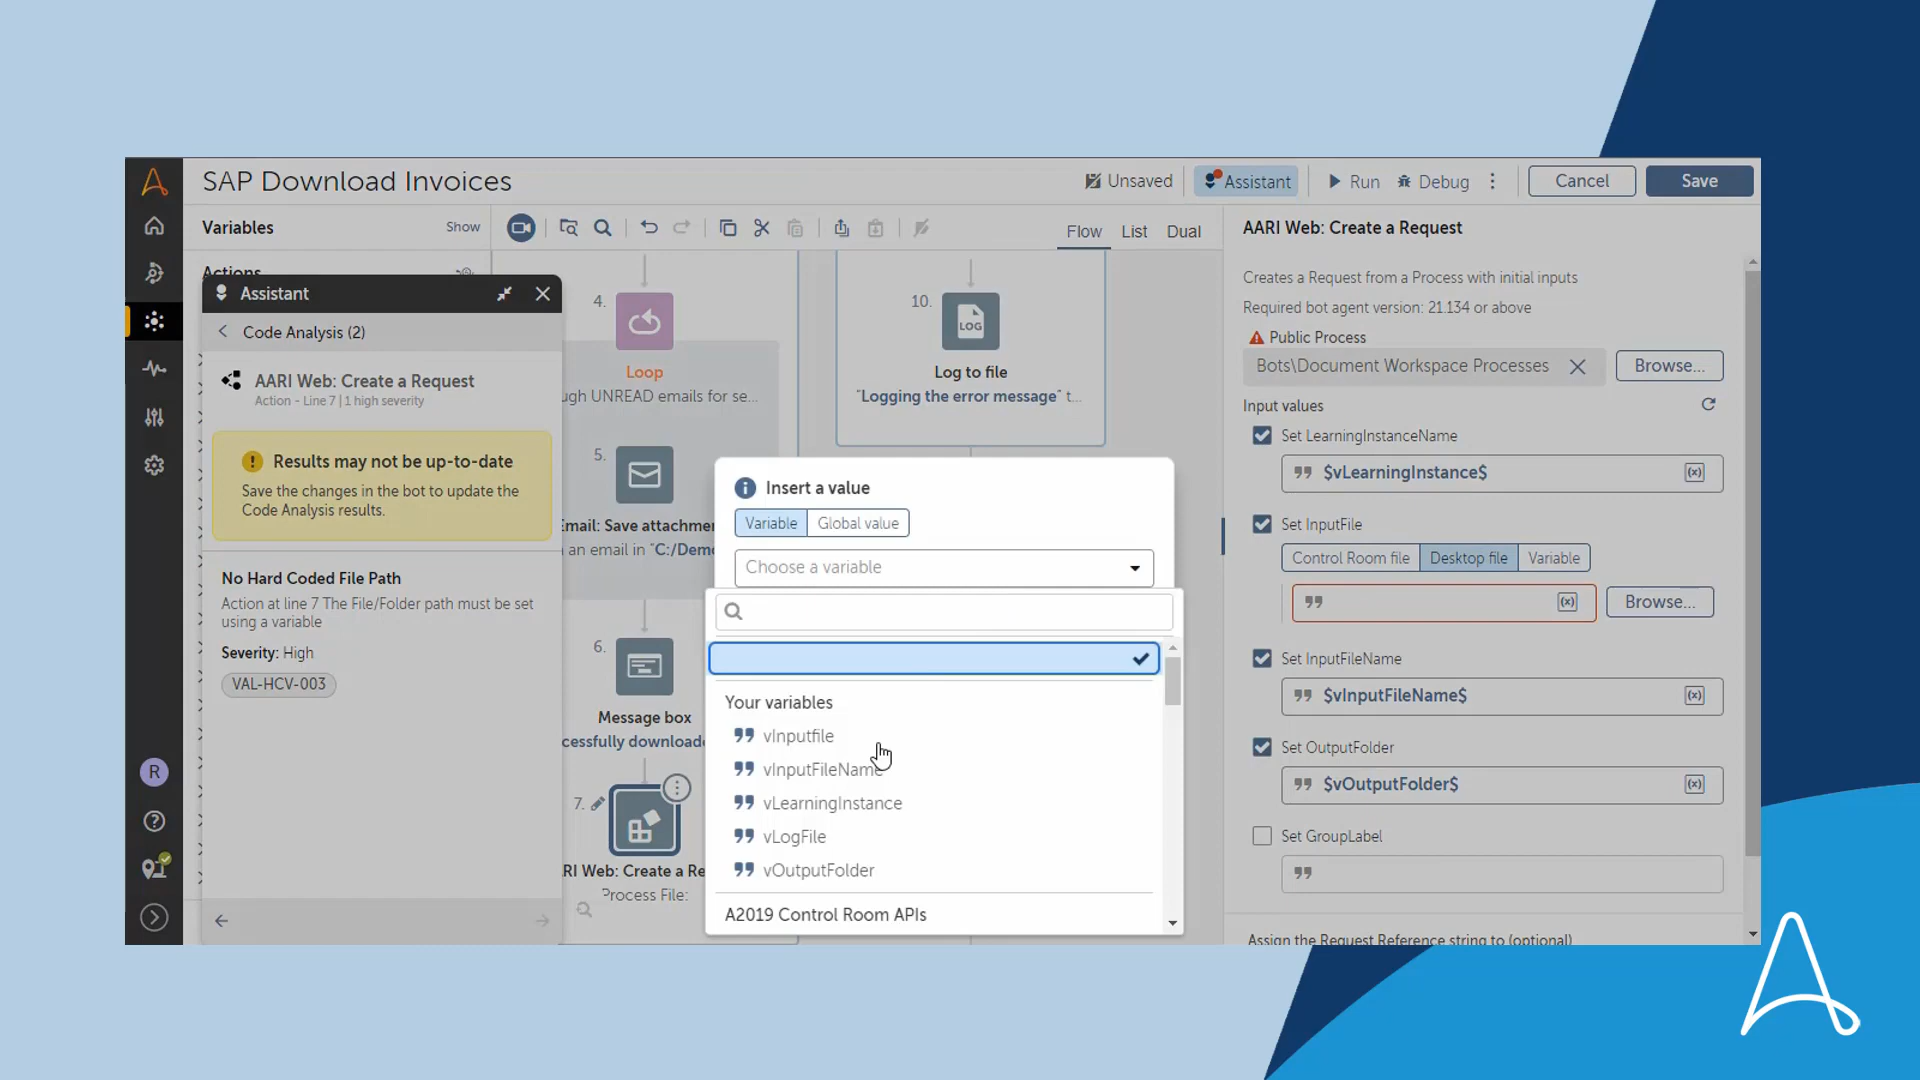 SAP Download Invoices
Unsaved
Assistant
Run
Debug
Cancel
Save
Variables
Show
Flow
List
Dual
Actions
Assistant
Code Analysis (2)
AARI Web: Create a Request
Action - Line 7 | 1 high severity
Results may not be up-to-date
Save the changes in the bot to update the
Code Analysis results.
No Hard Coded File Path
Action at line 7 The File/Folder path must be set
using a variable
Severity: High
VAL-HCV-003
R
4.
Loop
ugh UNREAD emails for se...
5.
Email: Save attachme
an email in "C:/Demo
6.
Message box
cessfully download
7.
RI Web: Create a Re
Process File:
10.
LOG
Log to file
"Logging the error message" t...
Insert a value
Variable
Global value
Choose a variable
Your variables
vInputfile
vInputFileName
vLearningInstance
vLogFile
vOutputFolder
A2019 Control Room APIs
AARI Web: Create a Request
Creates a Request from a Process with initial inputs
Required bot agent version: 21.134 or above
Public Process
Bots\Document Workspace Processes
Browse...
Input values
Set LearningInstanceName
$vLearningInstance$
(x)
Set InputFile
Control Room file
Desktop file
Variable
(x)
Browse...
Set InputFileName
$vInputFileName$
(x)
Set OutputFolder
$vOutputFolder$
(x)
Set GroupLabel
Assign the Request Reference string to (optional)